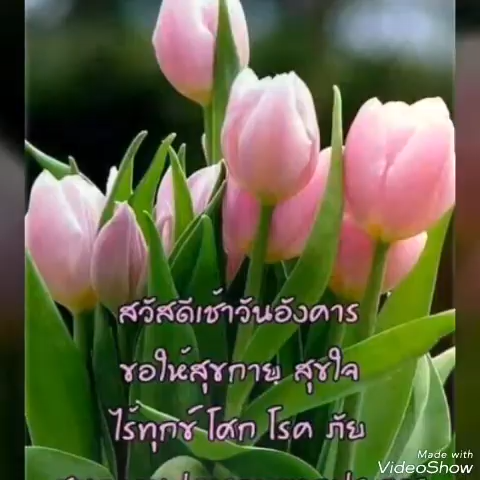 สวัสดีเช้าวันอังคาร
ขอให้สุขกาย สุขใจ
ไร้ทุกข์ โศก โรค ภัย
Made with
VideoShow